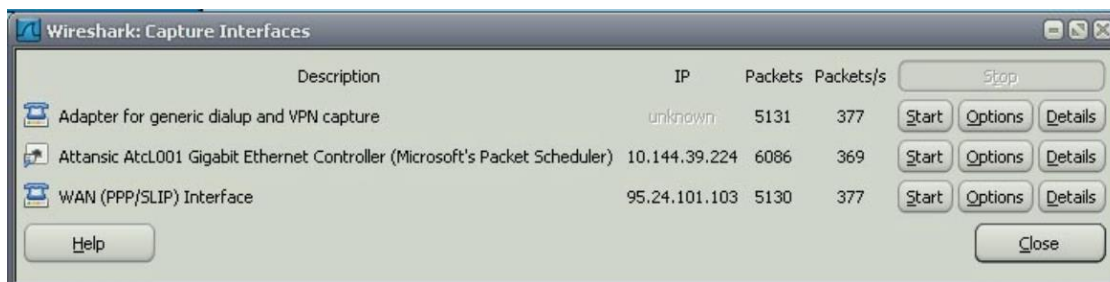 Wireshark: Capture Interfaces
Description IP Packets Packets/s Stop
Adapter for generic dialup and VPN capture unknown 5131 377 Start Options Details
Attansic AtcL001 Gigabit Ethernet Controller (Microsoft's Packet Scheduler) 10.144.39.224 6086 369 Start Options Details
WAN (PPP/SLIP) Interface 95.24.101.103 5130 377 Start Options Details
Help Close